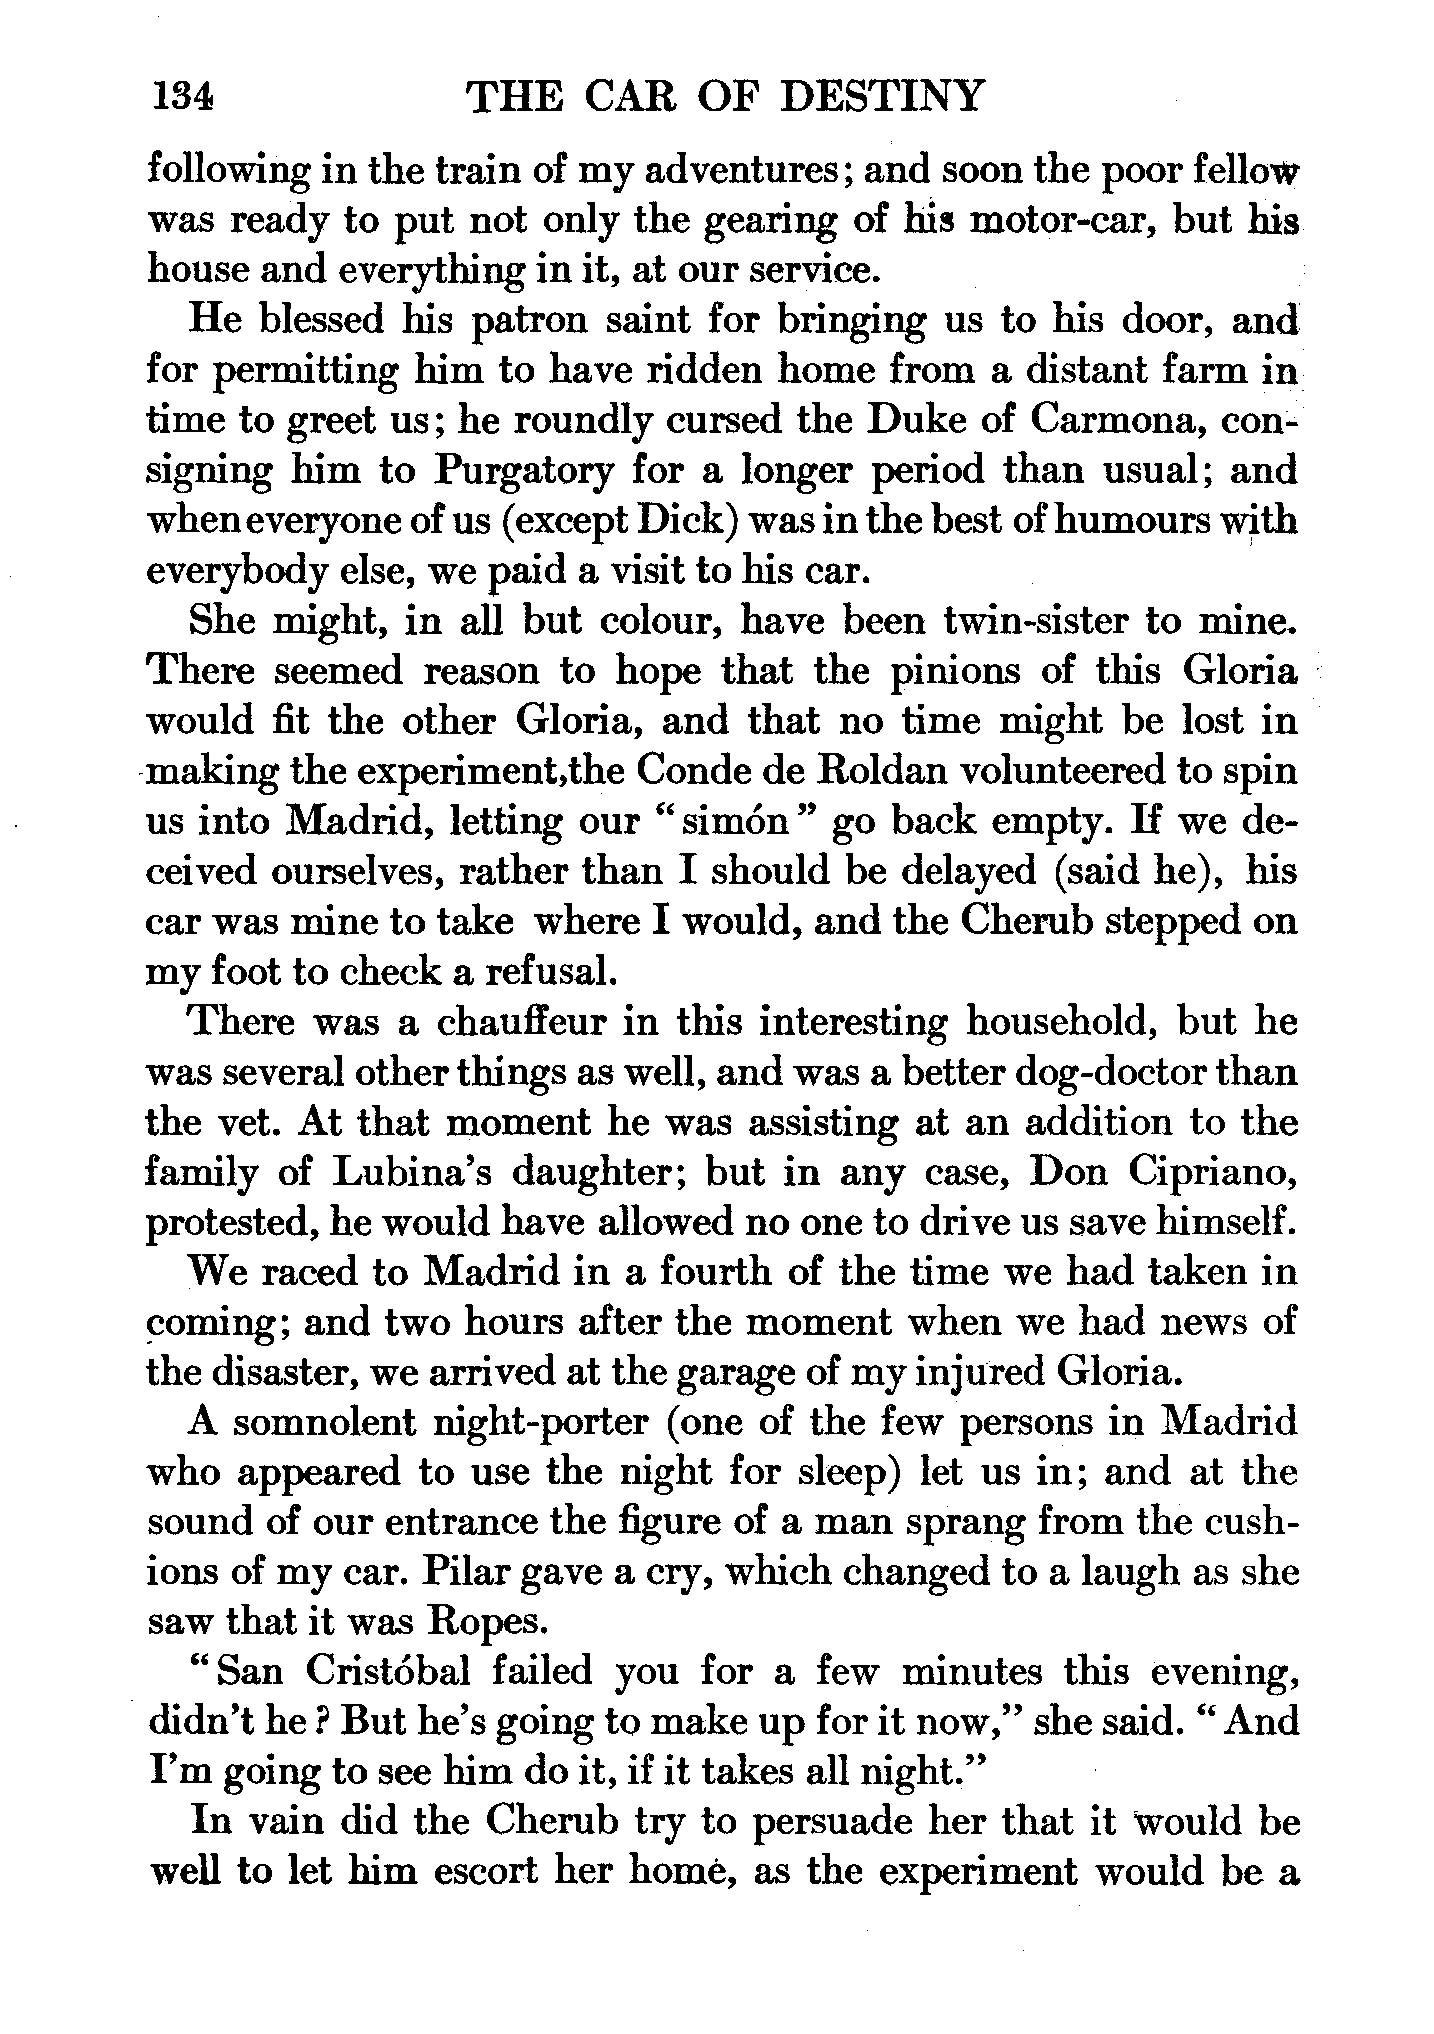 134 THE CAR OF DESTINY
following in the train of my adventures; and soon the poor fellow
was ready to put not only the gearing of his motor-car, but his
house and everything in it, at our service.
He blessed his patron saint for bringing us to his door, and
for permitting him to have ridden home from a distant farm in
time to greet us; he roundly cursed the Duke of Carmona, con-
signing him to Purgatory for a longer period than usual; and
when everyone of us (except Dick) was in the best of humours with
everybody else, we paid a visit to his car.
She might, in all but colour, have been twin-sister to mine.
There seemed reason to hope that the pinions of this Gloria
would fit the other Gloria, and that no time might be lost in
making the experiment,the Conde de Roldan volunteered to spin
us into Madrid, letting our "simón" go back empty. If we de-
ceived ourselves, rather than I should be delayed (said he), his
car was mine to take where I would, and the Cherub stepped on
my foot to check a refusal.
There was a chauffeur in this interesting household, but he
was several other things as well, and was a better dog-doctor than
the vet. At that moment he was assisting at an addition to the
family of Lubina's daughter; but in any case, Don Cipriano,
protested, he would have allowed no one to drive us save himself.
We raced to Madrid in a fourth of the time we had taken in
coming; and two hours after the moment when we had news of
the disaster, we arrived at the garage of my injured Gloria.
A somnolent night-porter (one of the few persons in Madrid
who appeared to use the night for sleep) let us in; and at the
sound of our entrance the figure of a man sprang from the cush-
ions of my car. Pilar gave a cry, which changed to a laugh as she
saw that it was Ropes.
"San Cristóbal failed you for a few minutes this evening,
didn't he? But he's going to make up for it now," she said. "And
I'm going to see him do it, if it takes all night."
In vain did the Cherub try to persuade her that it would be
well to let him escort her home, as the experiment would be a